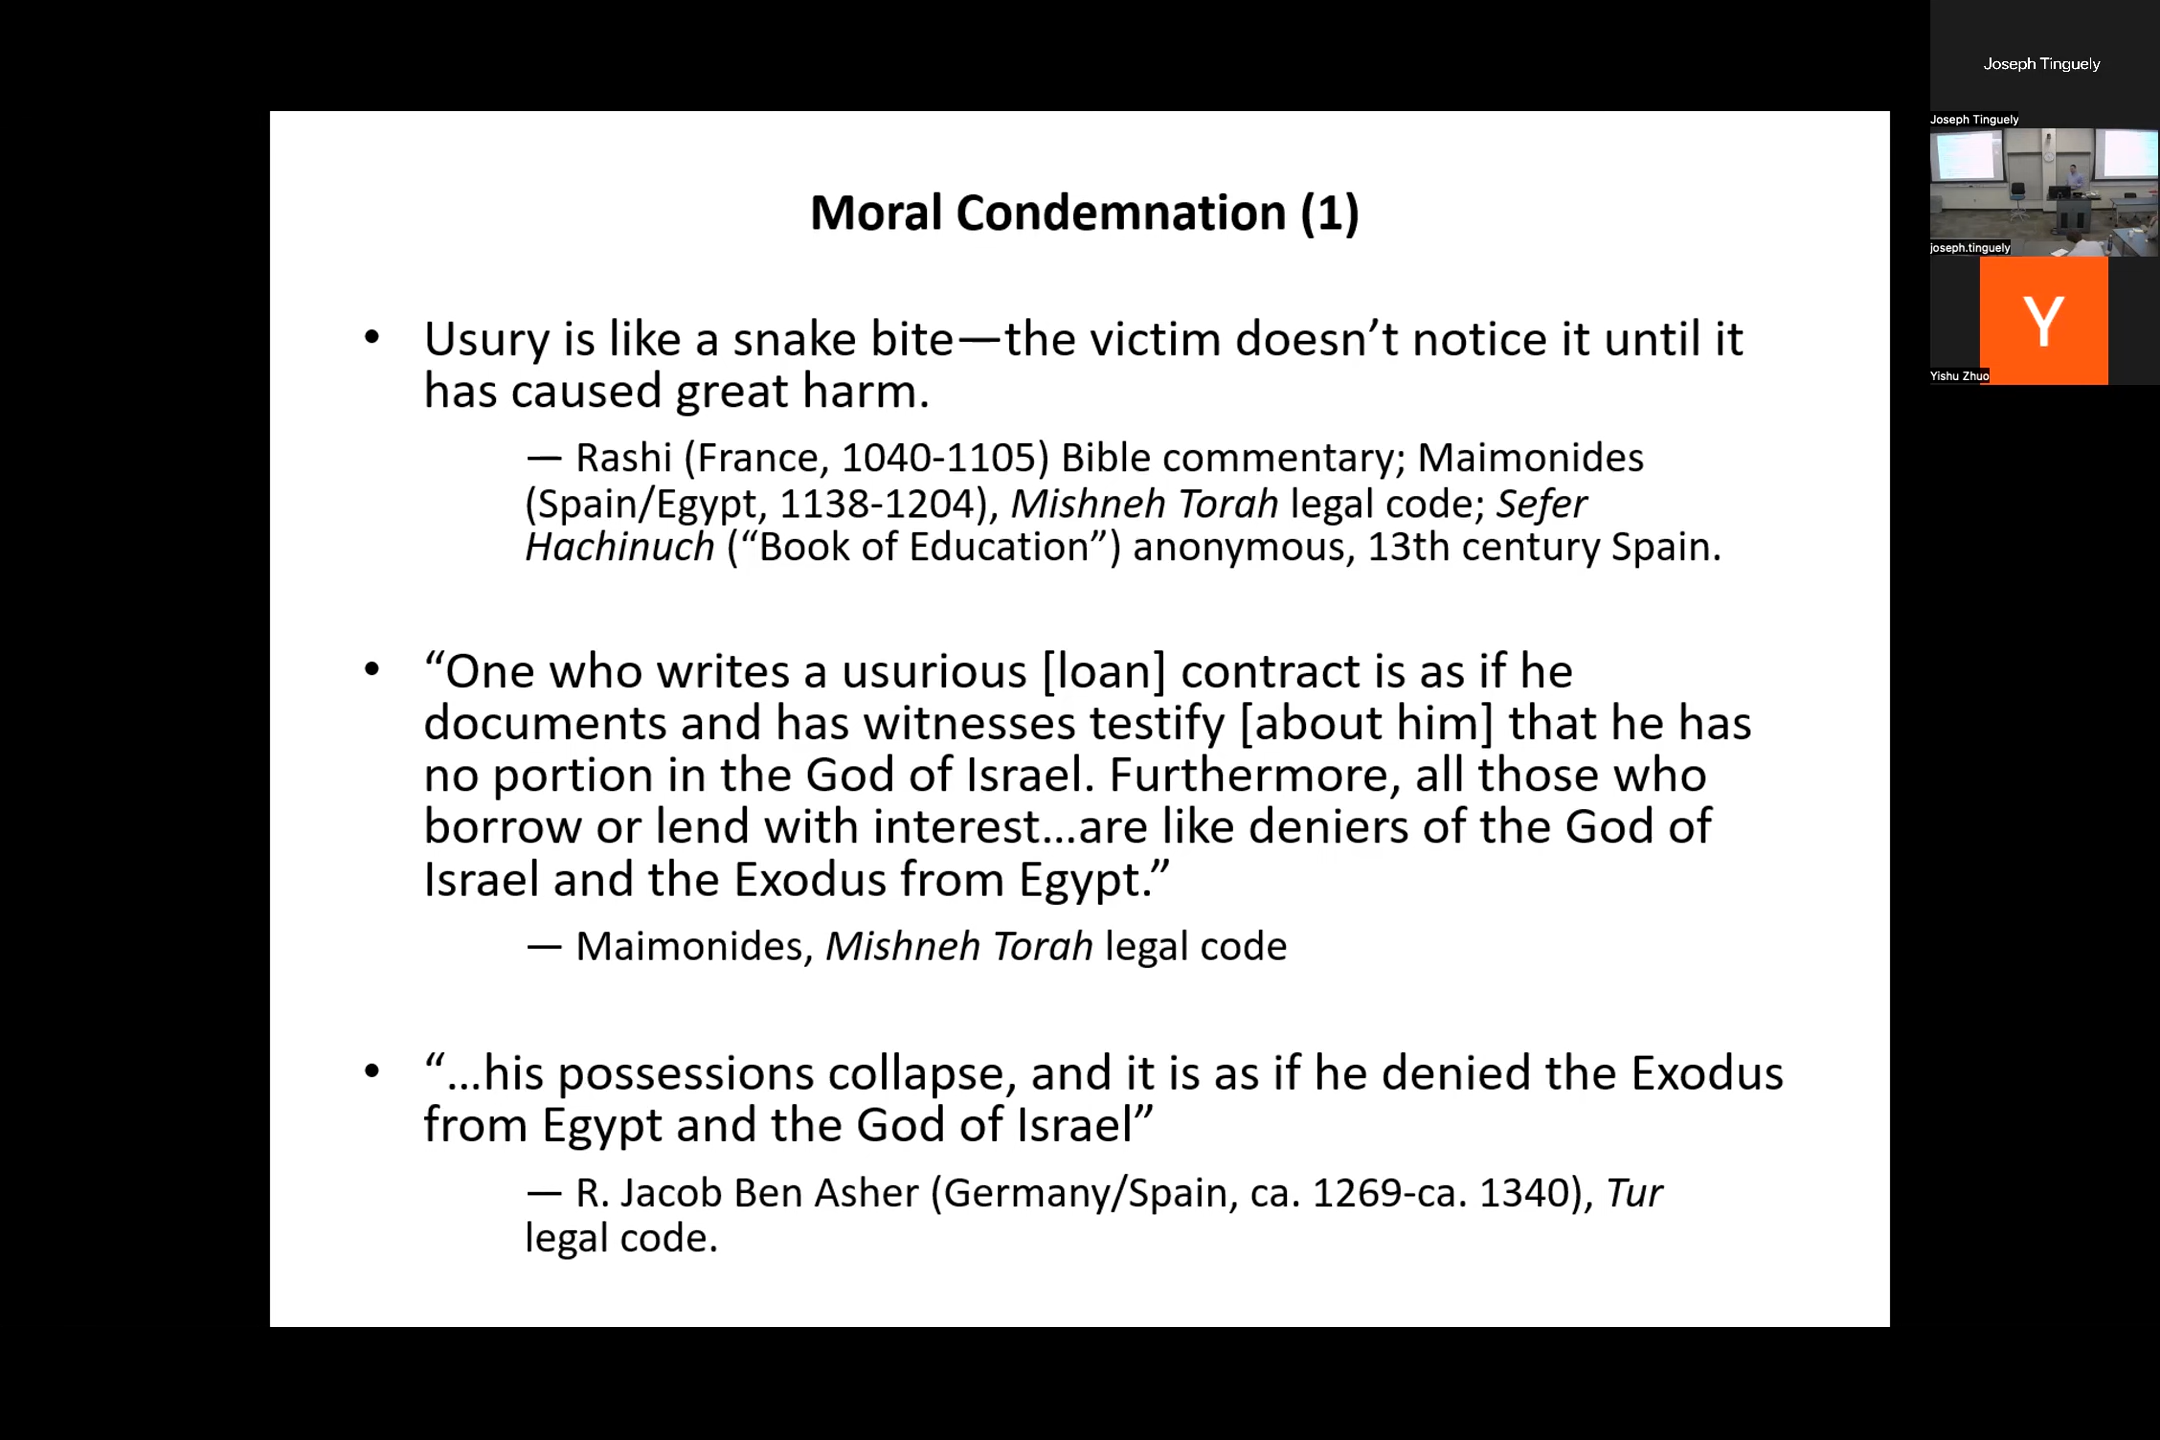 Moral Condemnation (1)
• Usury is like a snake bite—the victim doesn’t notice it until it
has caused great harm.
— Rashi (France, 1040-1105) Bible commentary; Maimonides
(Spain/Egypt, 1138-1204), Mishneh Torah legal code; Sefer
Hachinuch (“Book of Education”) anonymous, 13th century Spain.
• “One who writes a usurious [loan] contract is as if he
documents and has witnesses testify [about him] that he has
no portion in the God of Israel. Furthermore, all those who
borrow or lend with interest…are like deniers of the God of
Israel and the Exodus from Egypt.”
— Maimonides, Mishneh Torah legal code
• “…his possessions collapse, and it is as if he denied the Exodus
from Egypt and the God of Israel”
— R. Jacob Ben Asher (Germany/Spain, ca. 1269-ca. 1340), Tur
legal code.
Joseph Tinguely
Joseph Tinguely
joseph.tinguely
Y
Yishu Zhuo